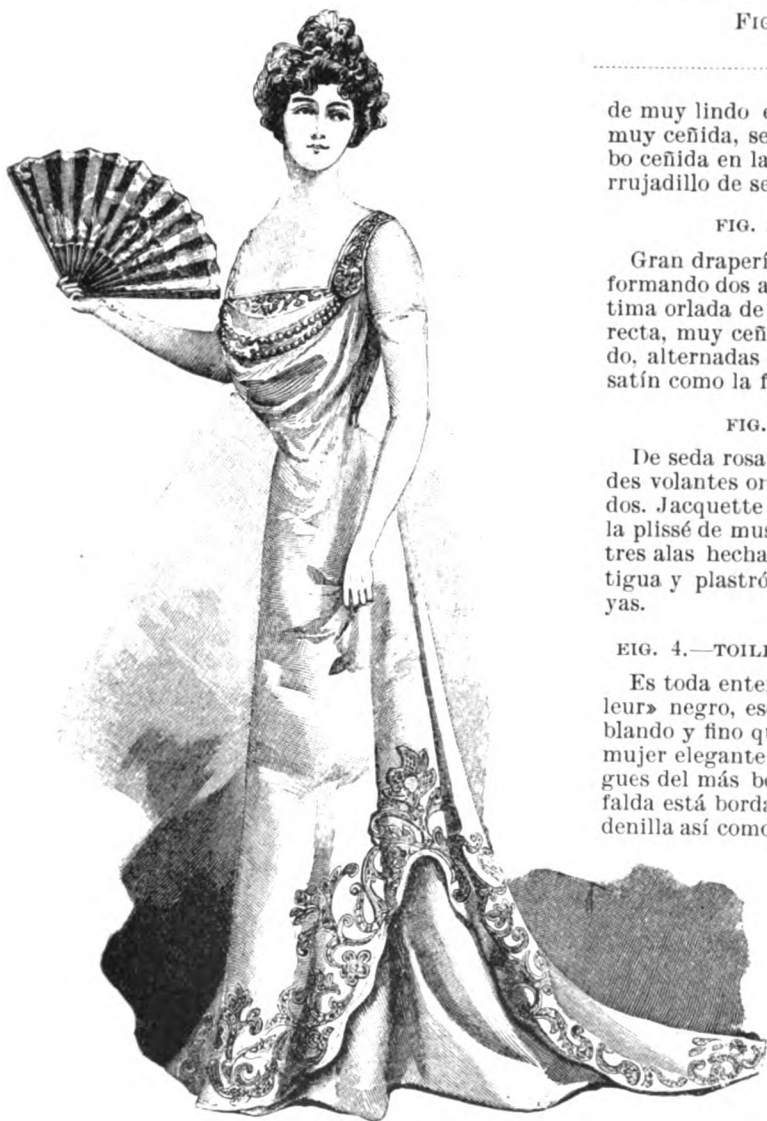 FIG
de muy lindo e
muy ceñida, se
bo ceñida en la
rrujadillo de se
FIG.
Gran draperí
formando dos a
tima orlada de
recta, muy ceñ
do, alternadas
satín como la f
FIG.
De seda rosa
des volantes or
dos. Jacquette
la plissé de mus
tres alas hecha
tigua y plastró
yas.
EIG. 4.—TOILE
Es toda ente
leur» negro, es
blando y fino qu
mujer elegante
gues del más be
falda está borda
denilla así como